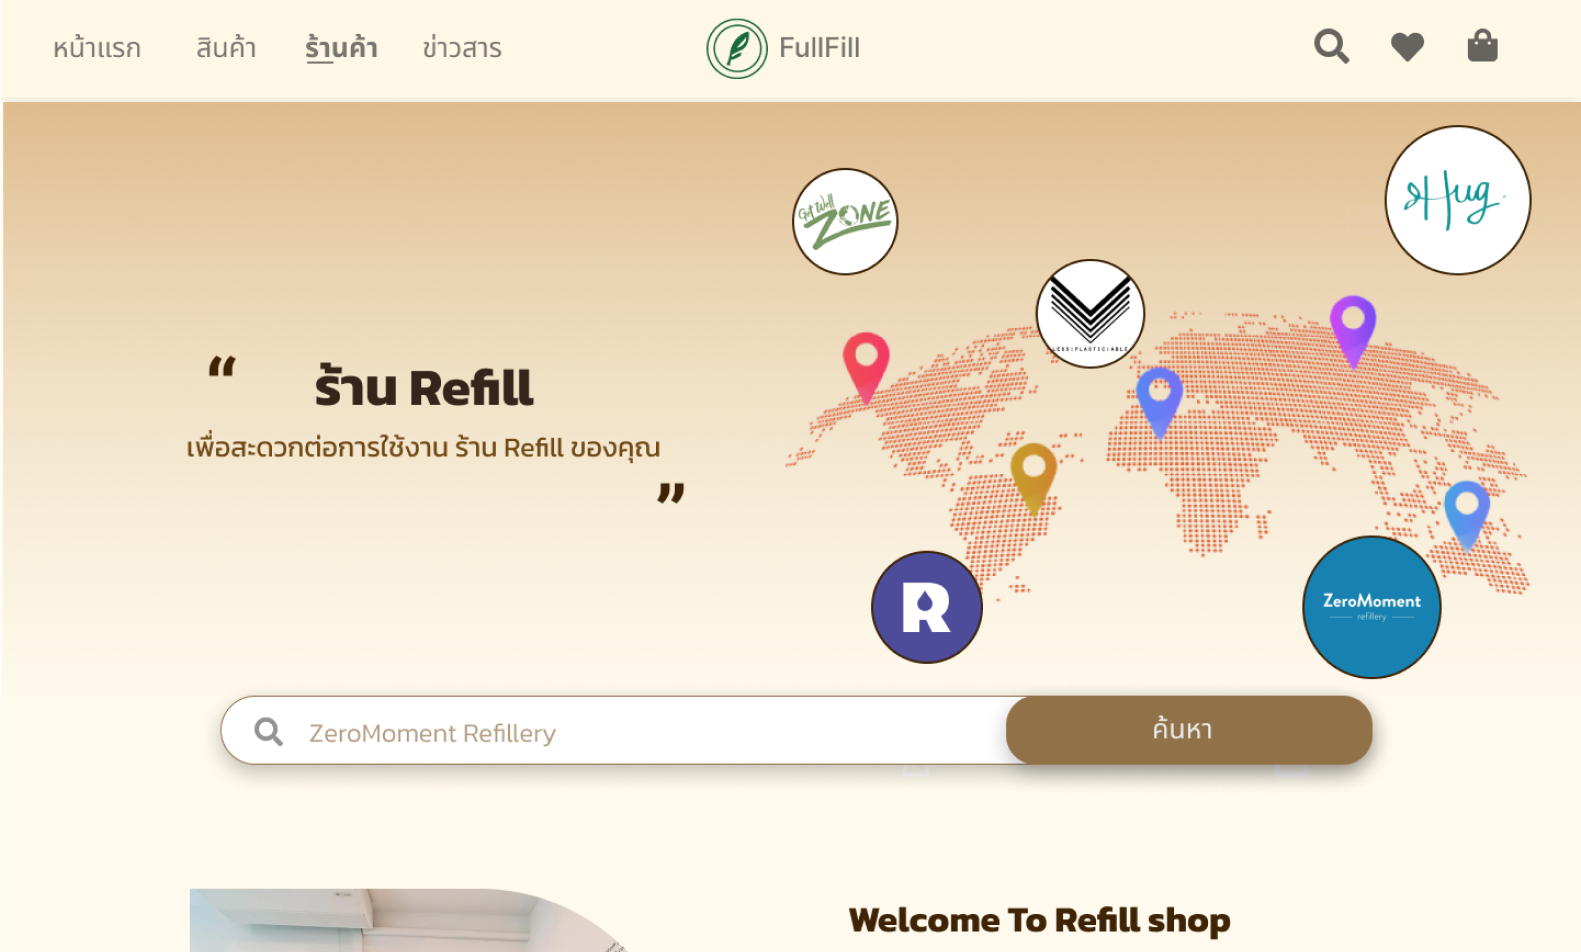 หน้าแรก
สินค้า
ร้านค้า
ข่าวสาร
FullFill
Get Well
ZONE
Hug
LESS:PLASTIC:ABLE
“
ร้าน Refill
เพื่อสะดวกต่อการใช้งาน ร้าน Refill ของคุณ
”
R
ZeroMoment
refillery
ZeroMoment Refillery
ค้นหา
Welcome To Refill shop